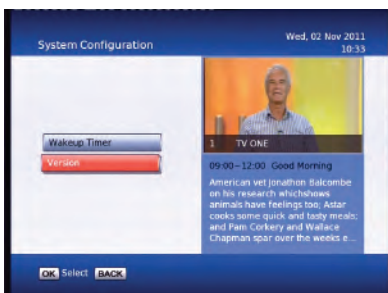 System Configuration
Wed, 02 Nov 2011
10:33
Wakeup Timer
Version
1 TV ONE
09:00~12:00 Good Morning
American vet Jonathon Balcombe
on his research whichshows
animals have feelings too; Astar
cooks some quick and tasty meals;
and Pam Corkery and Wallace
Chapman spar over the weeks e...
OK Select BACK